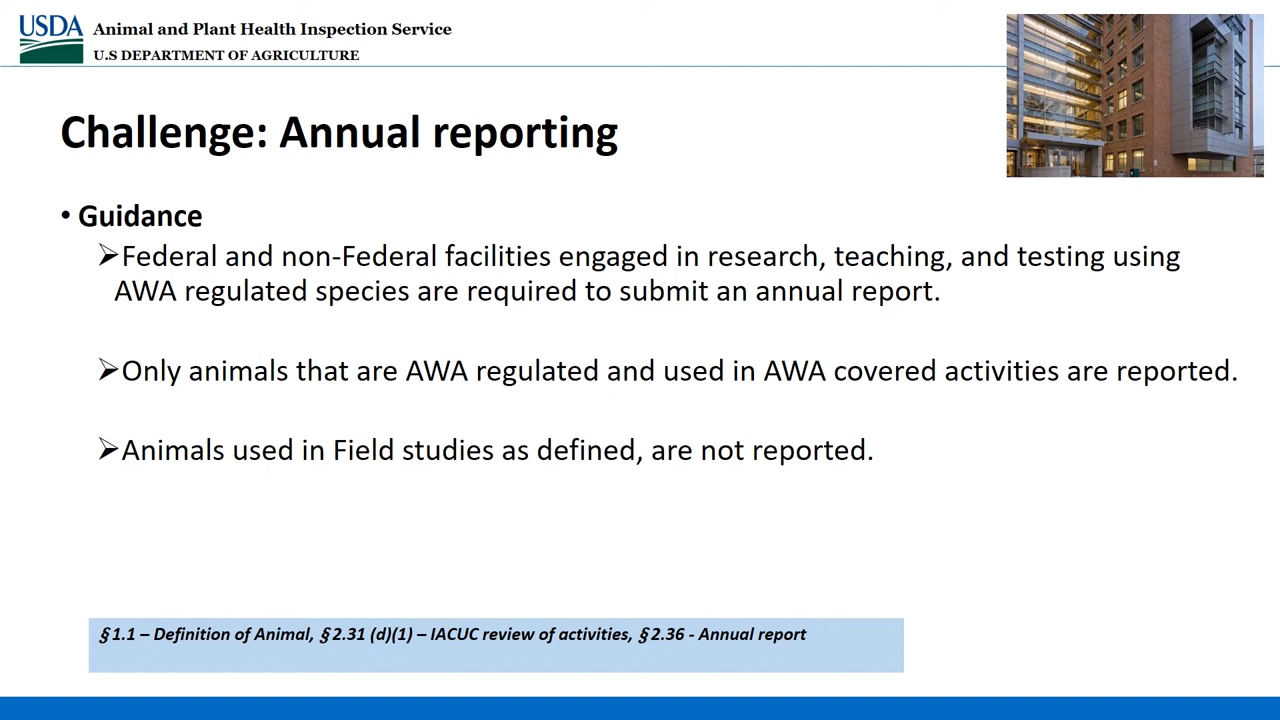 USDA
Animal and Plant Health Inspection Service
U.S DEPARTMENT OF AGRICULTURE
Challenge: Annual reporting
• Guidance
➢Federal and non-Federal facilities engaged in research, teaching, and testing using
AWA regulated species are required to submit an annual report.
➢Only animals that are AWA regulated and used in AWA covered activities are reported.
➢Animals used in Field studies as defined, are not reported.
§1.1 – Definition of Animal, §2.31 (d)(1) – IACUC review of activities, §2.36 - Annual report